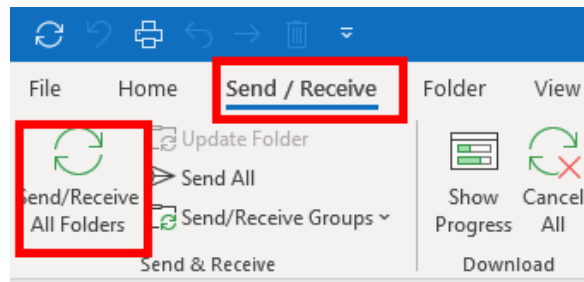 File Home Send / Receive Folder View
Update Folder
Send All
Send/Receive Groups
Send/Receive
All Folders
Show
Progress
Cancel
All
Send & Receive
Download